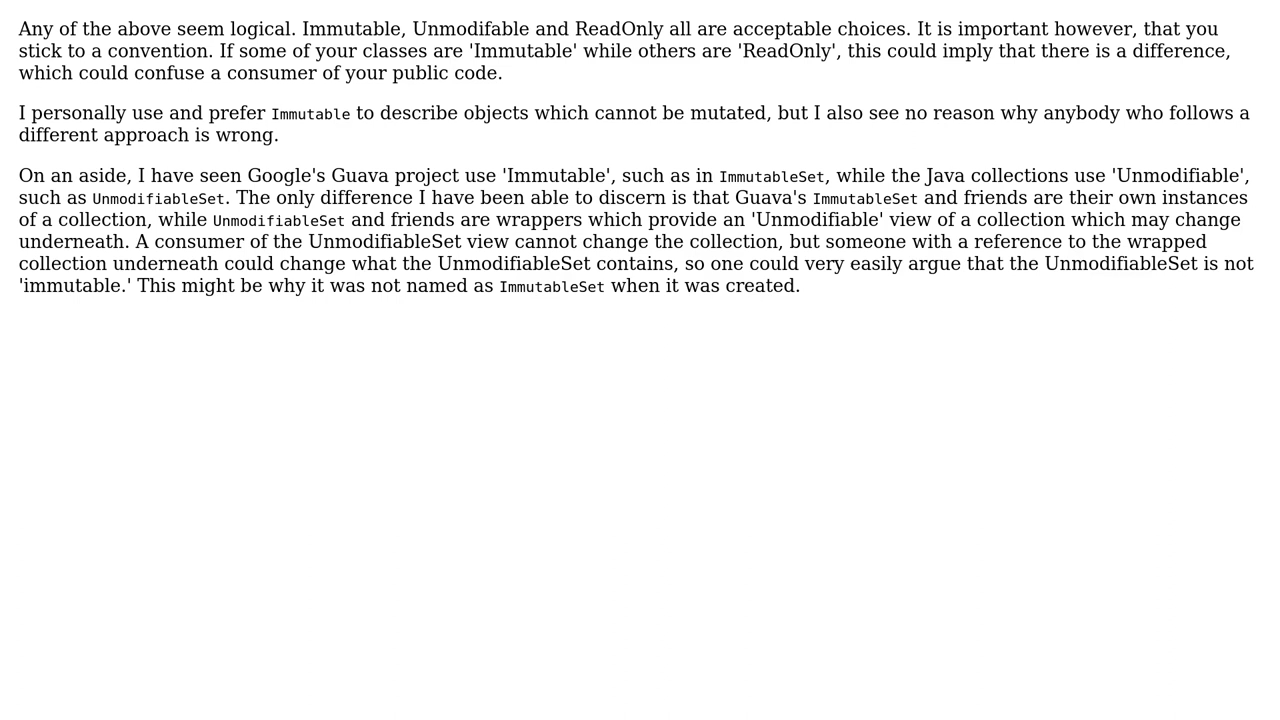 Any of the above seem logical. Immutable, Unmodifable and ReadOnly all are acceptable choices. It is important however, that you
stick to a convention. If some of your classes are 'Immutable' while others are 'ReadOnly', this could imply that there is a difference,
which could confuse a consumer of your public code.
I personally use and prefer Immutable to describe objects which cannot be mutated, but I also see no reason why anybody who follows a
different approach is wrong.
On an aside, I have seen Google's Guava project use 'Immutable', such as in ImmutableSet, while the Java collections use 'Unmodifiable',
such as UnmodifiableSet. The only difference I have been able to discern is that Guava's ImmutableSet and friends are their own instances
of a collection, while UnmodifiableSet and friends are wrappers which provide an 'Unmodifiable' view of a collection which may change
underneath. A consumer of the UnmodifiableSet view cannot change the collection, but someone with a reference to the wrapped
collection underneath could change what the UnmodifiableSet contains, so one could very easily argue that the UnmodifiableSet is not
'immutable.' This might be why it was not named as ImmutableSet when it was created.